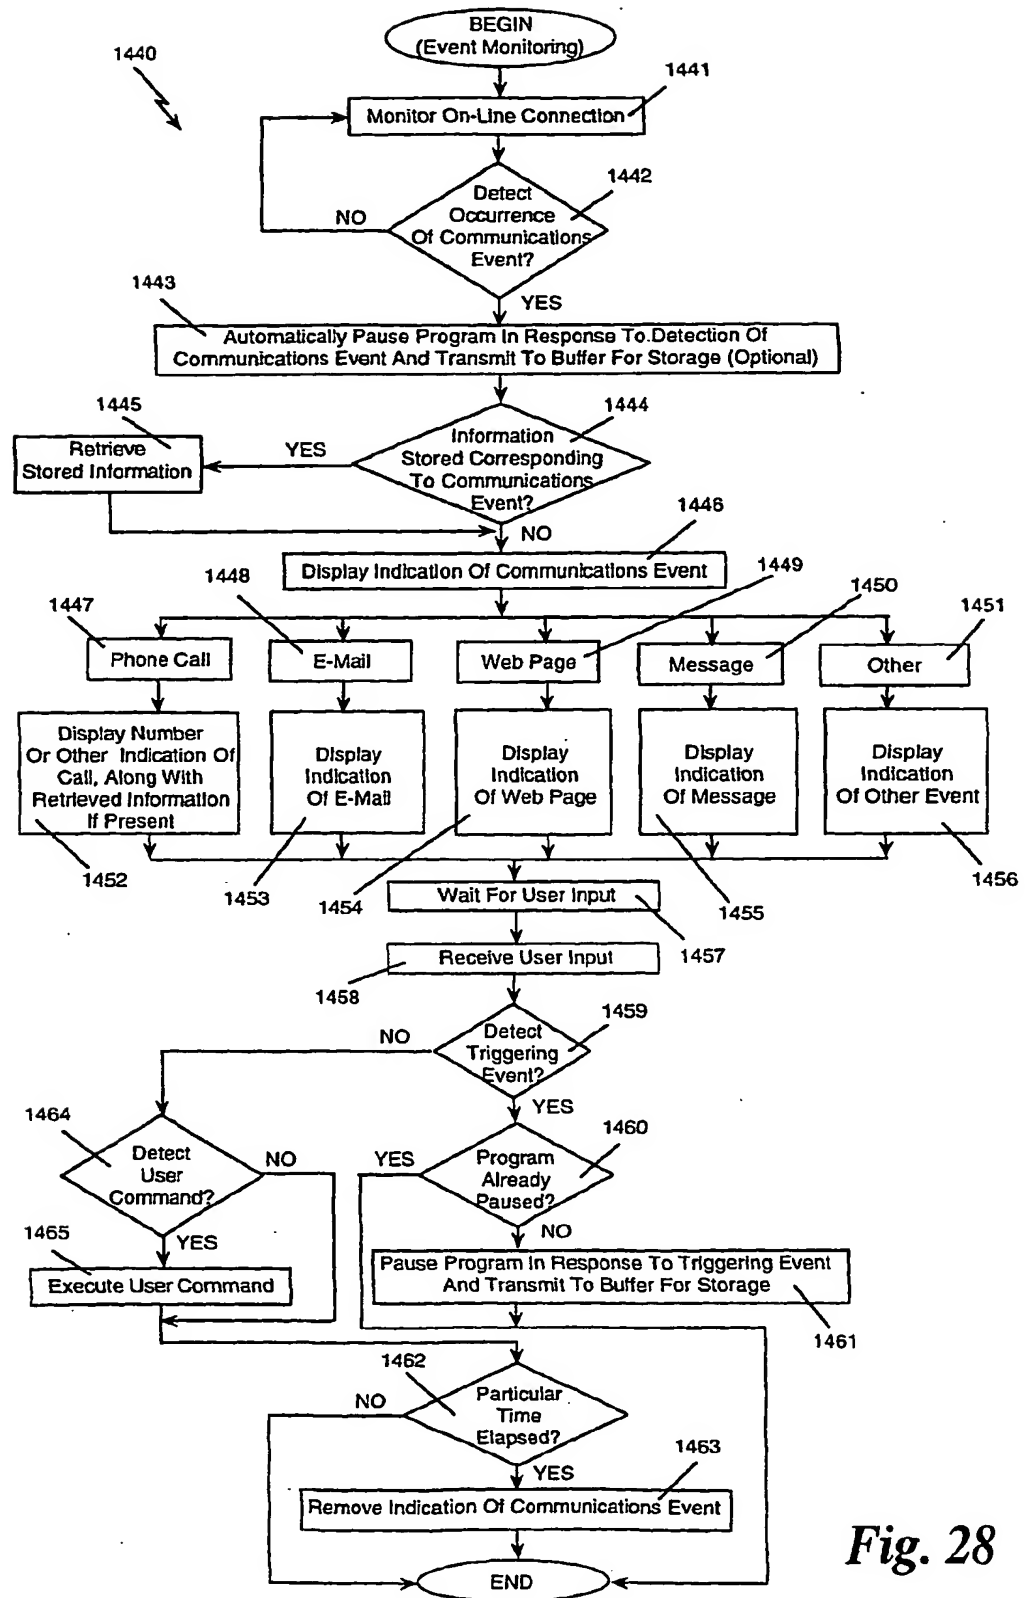 BEGIN
(Event Monitoring)
1440
1441
Monitor On-Line Connection
1442
Detect
Occurrence
Of Communications
Event?
NO
YES
1443
Automatically Pause Program In Response To.Detection Of
Communications Event And Transmit To Buffer For Storage (Optional)
1445
1444
Retrieve
Stored Information
YES
Information
Stored Corresponding
To Communications
Event?
NO
1446
Display Indication Of Communications Event
1447
1448
1449
1450
1451
Phone Call
E-Mail
Web Page
Message
Other
Display Number
Or Other Indication Of
Call, Along With
Retrieved Information
If Present
Display
Indication
Of E-Mail
Display
Indication
Of Web Page
Display
Indication
Of Message
Display
Indication
Of Other Event
1452
1453
1454
1455
1456
Wait For User Input
1457
Receive User Input
1458
1459
Detect
Triggering
Event?
NO
YES
1464
Detect
User
Command?
NO
YES
1460
Program
Already
Paused?
YES
NO
1465
Execute User Command
Pause Program In Response To Triggering Event
And Transmit To Buffer For Storage
1461
1462
Particular
Time
Elapsed?
NO
YES
1463
Remove Indication Of Communications Event
END
Fig. 28